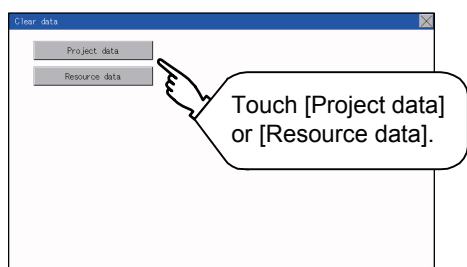 Clear data
Project data
Resource data
Touch [Project data]
or [Resource data].